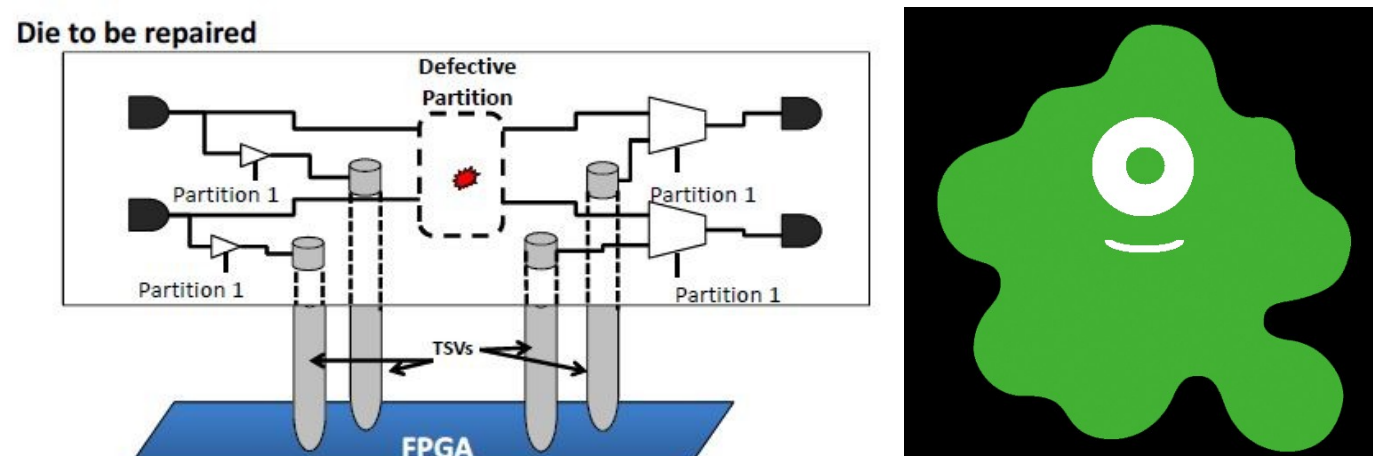 Die to be repaired
Defective
Partition
Partition 1
Partition 1
Partition 1
Partition 1
TSVs
FPGA